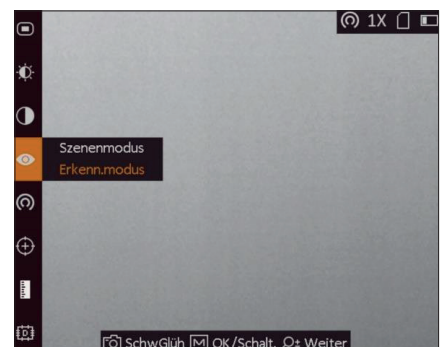 1X
Szenenmodus
Erkenn.modus
D
SchwGlüh M OK/Schalt. ± Weiter